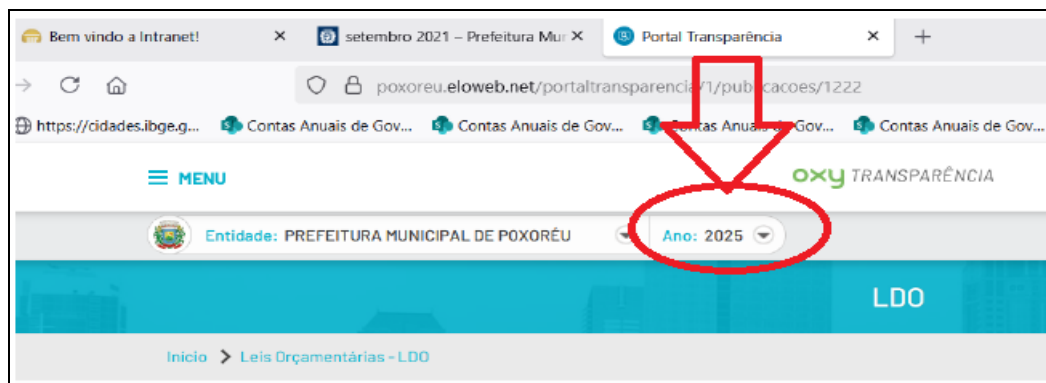 Bem vindo a Intranet! × setembro 2021 – Prefeitura Mur × Portal Transparência × +
poxoreu.eloweb.net/portaltransparencia/1/publicacoes/1222
https://cidades.ibge.g... Contas Anuais de Gov... Contas Anuais de Gov... Contas Anuais de Gov... Contas Anuais de Gov...
MENU oxy TRANSPARÊNCIA
Entidade: PREFEITURA MUNICIPAL DE POXORÉU Ano: 2025
LDO
Início > Leis Orçamentárias - LDO